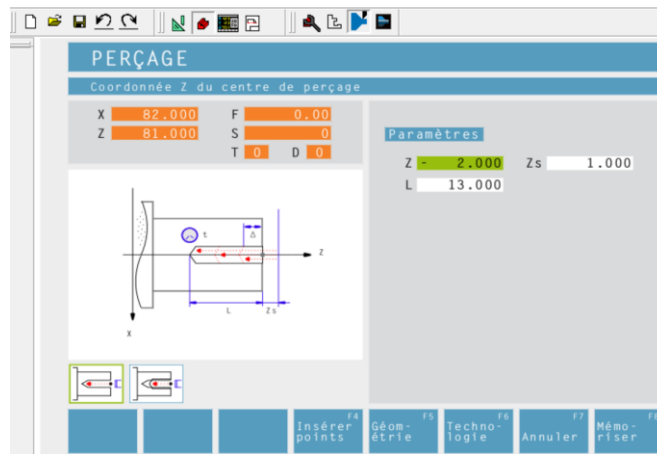 PERÇAGE
Coordonnée Z du centre de perçage
X 82.000 F 0.00
Z 81.000 S 0
T 0 D 0
Paramètres
Z - 2.000 Zs 1.000
L 13.000
t Δ
Z
L Zs
X
F4 F5 F6 F7 F8
Insérer points
Géom-étrie
Techno-logie
Annuler
Mémo-riser